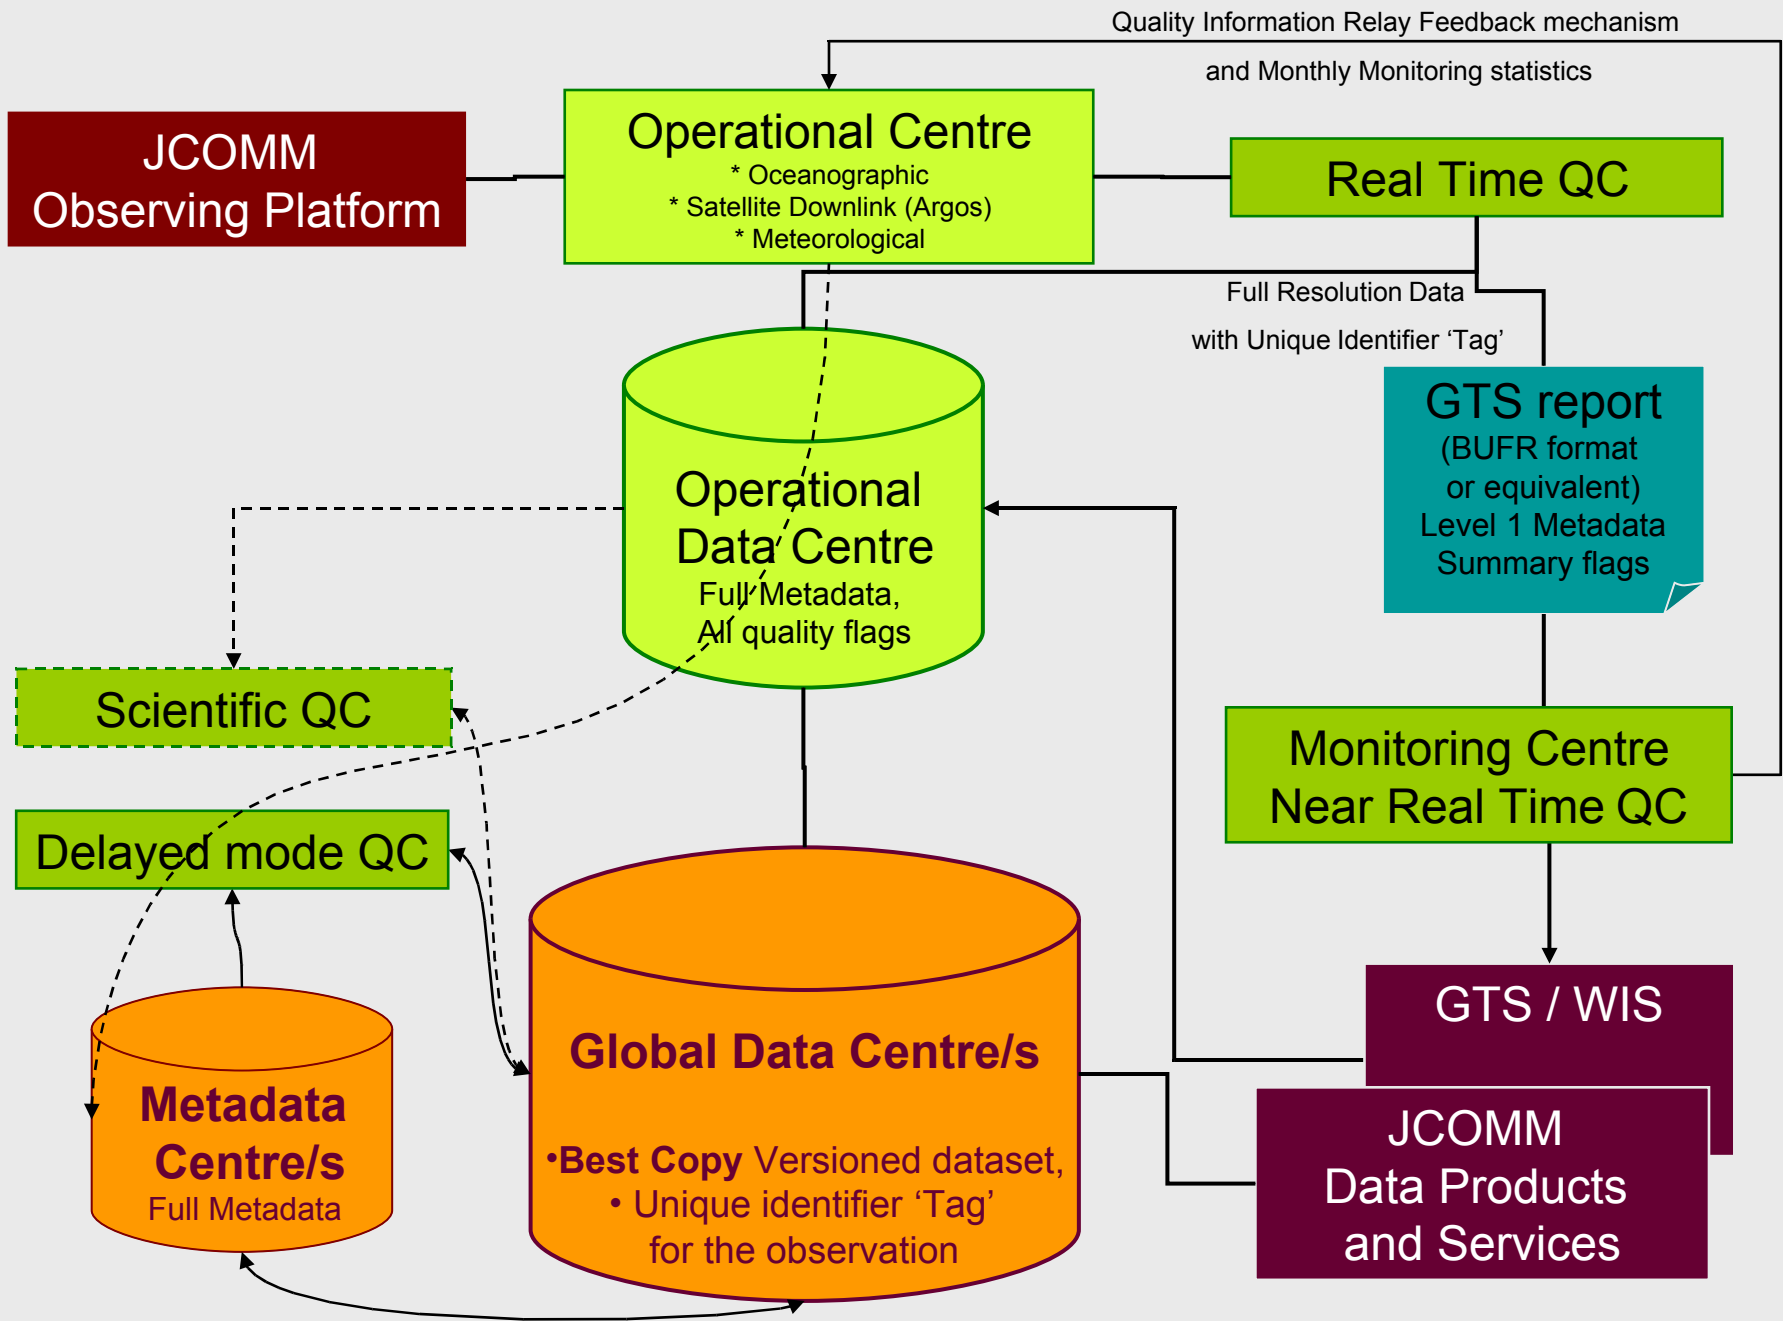 Quality Information Relay Feedback mechanism
and Monthly Monitoring statistics
JCOMM
Observing Platform
Operational Centre
* Oceanographic
* Satellite Downlink (Argos)
* Meteorological
Real Time QC
Full Resolution Data
with Unique Identifier ‘Tag’
GTS report
(BUFR format
or equivalent)
Level 1 Metadata
Summary flags
Operational
Data Centre
Full Metadata,
All quality flags
Scientific QC
Monitoring Centre
Near Real Time QC
Delayed mode QC
GTS / WIS
Global Data Centre/s
•Best Copy Versioned dataset,
• Unique identifier ‘Tag’
for the observation
Metadata
Centre/s
Full Metadata
JCOMM
Data Products
and Services